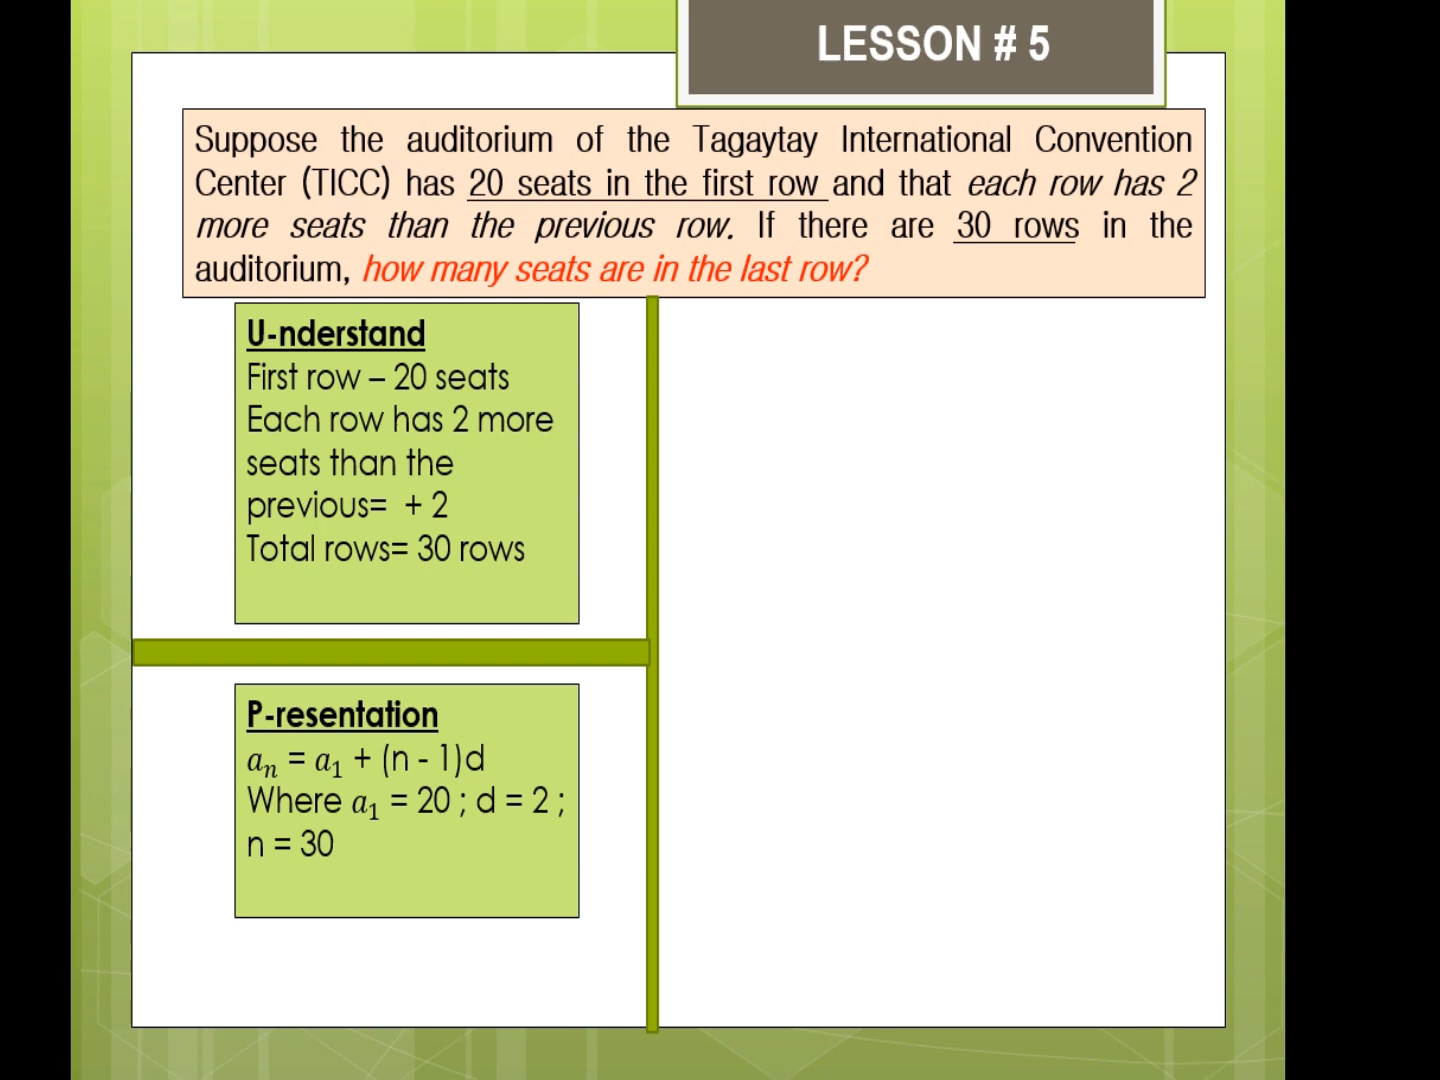 LESSON # 5
Suppose the auditorium of the Tagaytay International Convention
Center (TICC) has 20 seats in the first row and that each row has 2
more seats than the previous row. If there are 30 rows in the
auditorium, how many seats are in the last row?
U-nderstand
First row – 20 seats
Each row has 2 more
seats than the
previous= + 2
Total rows= 30 rows
P-resentation
aₙ = a₁ + (n - 1)d
Where a₁ = 20 ; d = 2 ;
n = 30